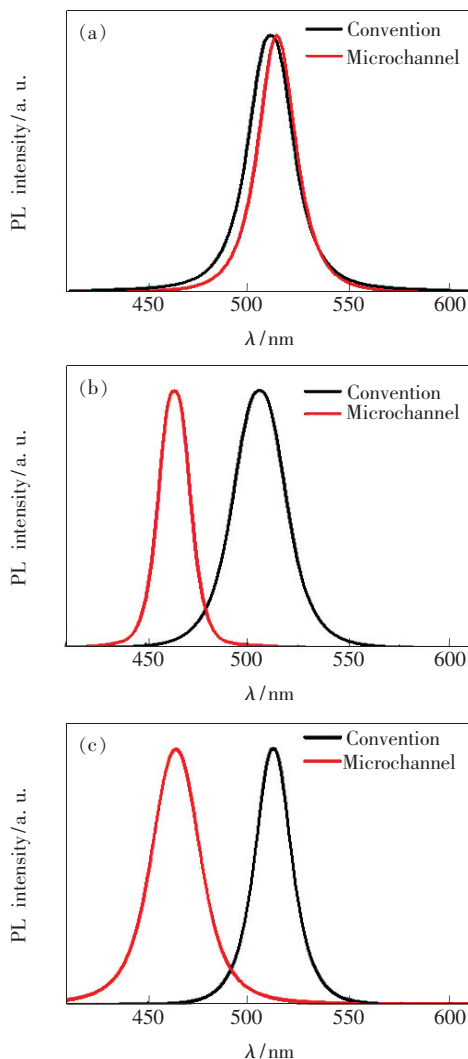 (a)
Convention
Microchannel
PL intensity/a. u.
450 500 550 600
λ/nm
(b)
Convention
Microchannel
PL intensity/a. u.
450 500 550 600
λ/nm
(c)
Convention
Microchannel
PL intensity/a. u.
450 500 550 600
λ/nm